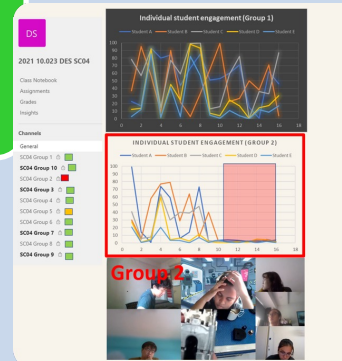 DS
2021 10.023 DES SC04
Class Notebook
Assignments
Grades
Insights
Channels
General
SC04 Group 1
SC04 Group 10
SC04 Group 2
SC04 Group 3
SC04 Group 4
SC04 Group 5
SC04 Group 6
SC04 Group 7
SC04 Group 8
SC04 Group 9
Individual student engagement (Group 1)
Student A Student B Student C Student D Student E
100
90
80
70
60
50
40
30
20
10
0
0 2 4 6 8 10 12 14 16 18
INDIVIDUAL STUDENT ENGAGEMENT (GROUP 2)
Student A Student B Student C Student D Student E
100
90
80
70
60
50
40
30
20
10
0
0 2 4 6 8 10 12 14 16 18
Group 2